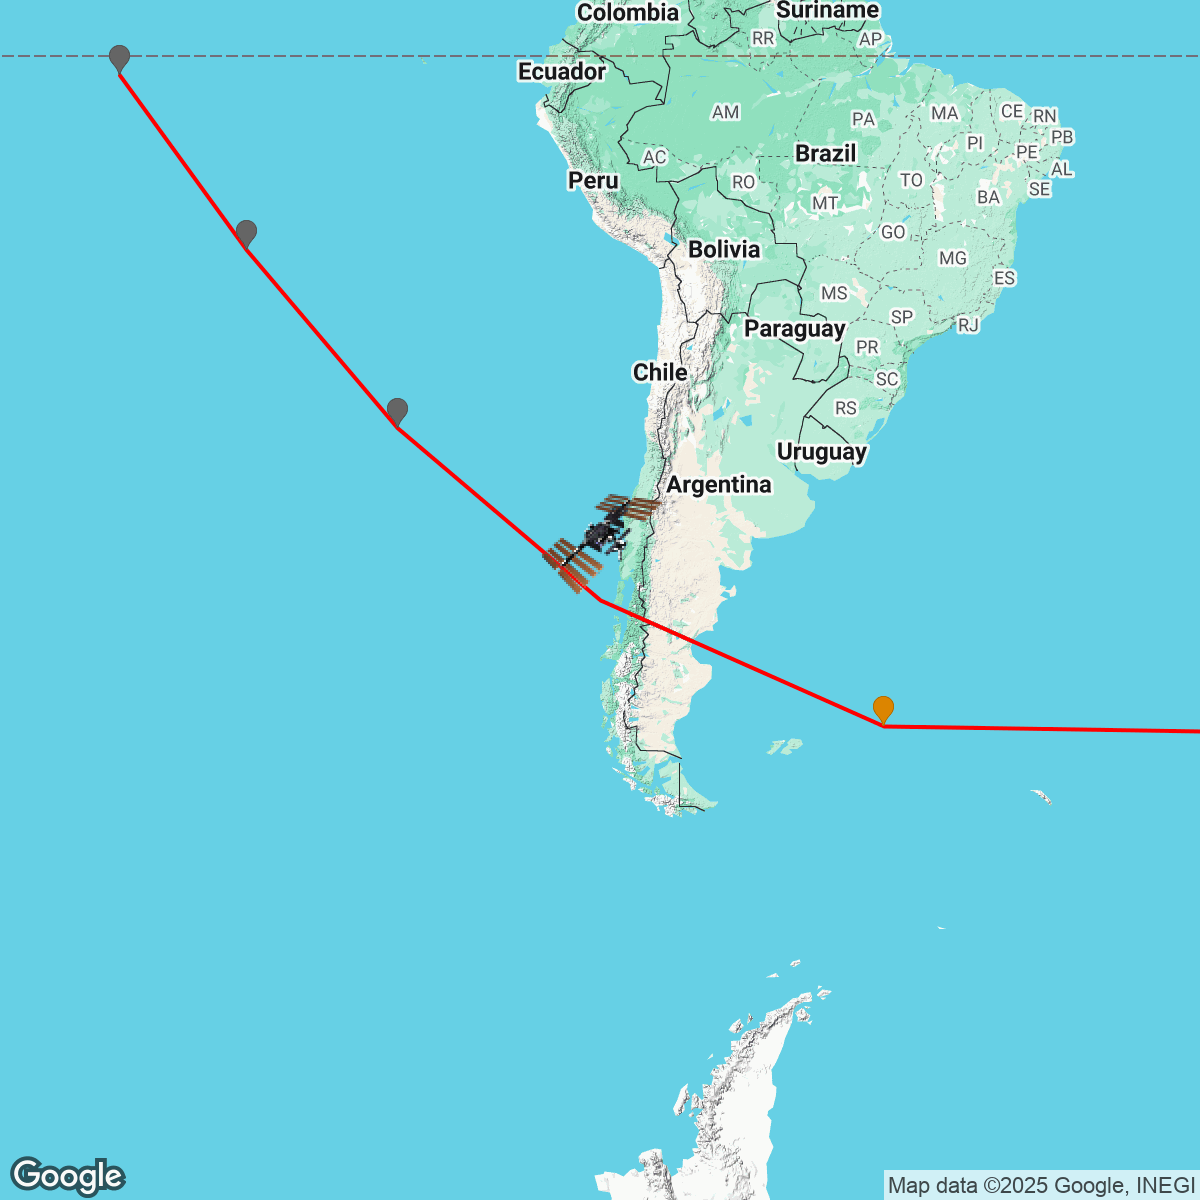 Colombia
Suriname
RR
AP
Ecuador
AM
PA
MA
CE
RN
PI
PB
Brazil
PE
AC
AL
Peru
RO
TO
SE
MT
BA
GO
Bolivia
MG
ES
MS
SP
Paraguay
RJ
PR
Chile
SC
RS
Uruguay
Argentina
Google
Map data ©2025 Google, INEGI